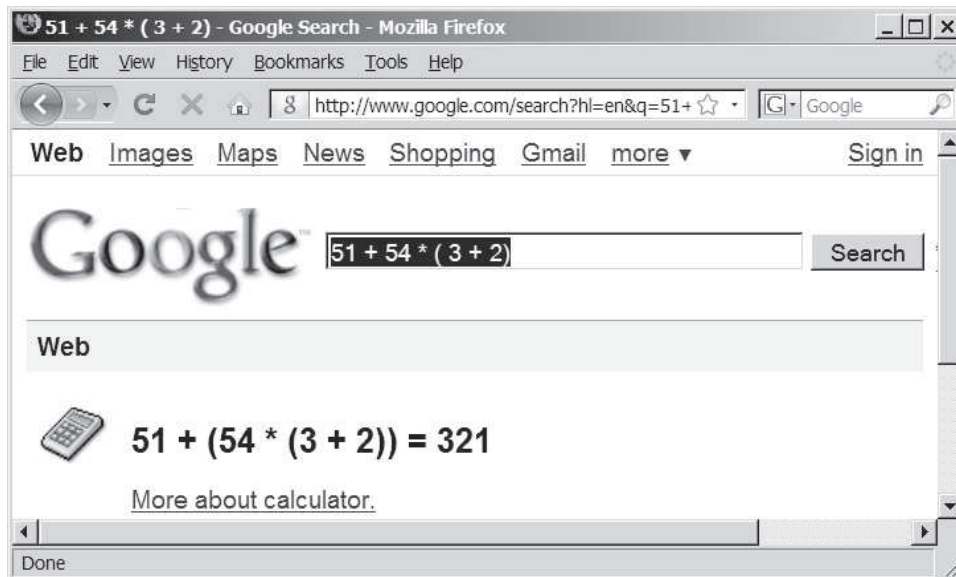 51 + 54 * ( 3 + 2) - Google Search - Mozilla Firefox
File Edit View History Bookmarks Tools Help
8 http://www.google.com/search?hl=en&q=51+ G Google
Web Images Maps News Shopping Gmail more ▼ Sign in
Google™ 51 + 54 * ( 3 + 2) Search
Web
51 + (54 * (3 + 2)) = 321
More about calculator.
Done